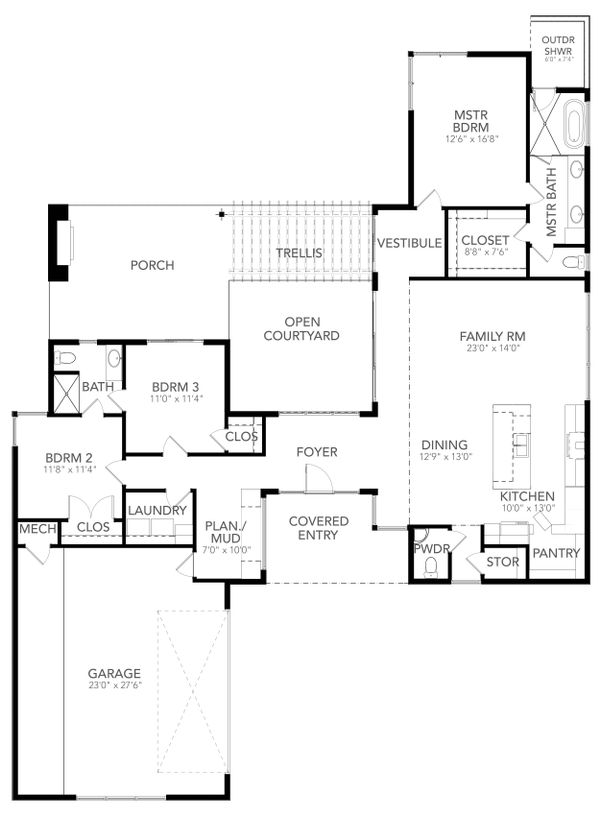 OUTDR
SHWR
6'0" x 7'4"
MSTR
BDRM
12'6" x 16'8"
MSTR BATH
VESTIBULE
CLOSET
8'8" x 7'6"
TRELLIS
PORCH
OPEN
COURTYARD
FAMILY RM
23'0" x 14'0"
BATH
BDRM 3
11'0" x 11'4"
CLOS
BDRM 2
11'8" x 11'4"
FOYER
DINING
12'9" x 13'0"
KITCHEN
10'0" x 13'0"
LAUNDRY
PLAN./
MUD
7'0" x 10'0"
COVERED
ENTRY
MECH
CLOS
PWDR
STOR
PANTRY
GARAGE
23'0" x 27'6"